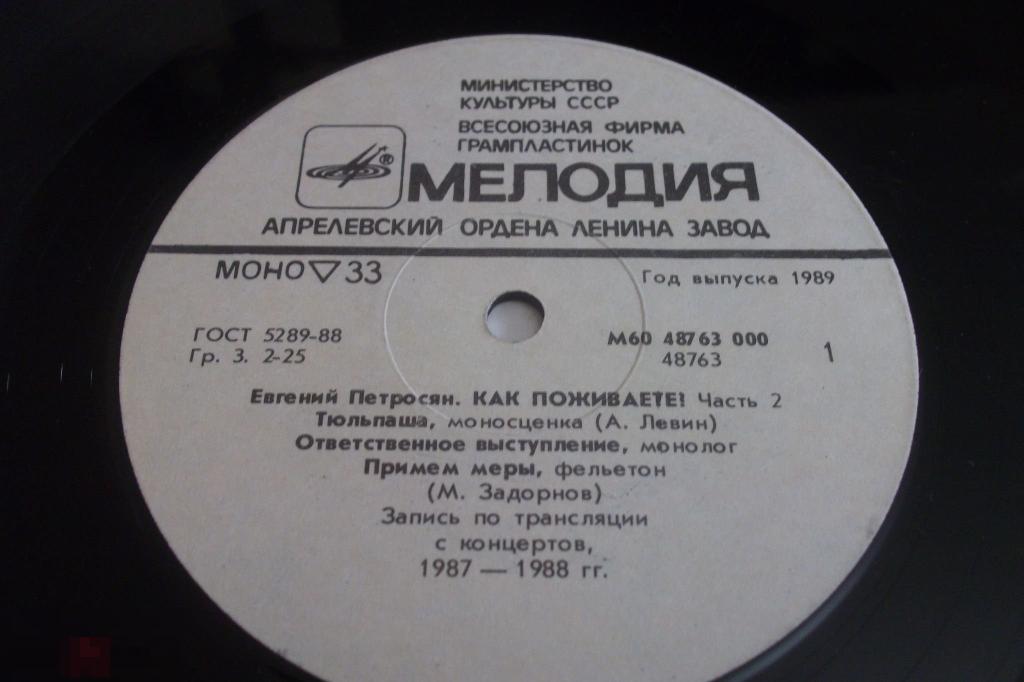 МИНИСТЕРСТВО
КУЛЬТУРЫ СССР
ВСЕСОЮЗНАЯ ФИРМА
ГРАМПЛАСТИНОК
®
МЕЛОДИЯ
АПРЕЛЕВСКИЙ ОРДЕНА ЛЕНИНА ЗАВОД
МОНО ▽ 33
Год выпуска 1989
ГОСТ 5289-88
Гр. 3. 2-25
М60 48763 000
48763
1
Евгений Петросян. КАК ПОЖИВАЕТЕ? Часть 2
Тюльпаша, моносценка (А. Левин)
Ответственное выступление, монолог
Примем меры, фельетон
(М. Задорнов)
Запись по трансляции
с концертов,
1987 — 1988 гг.